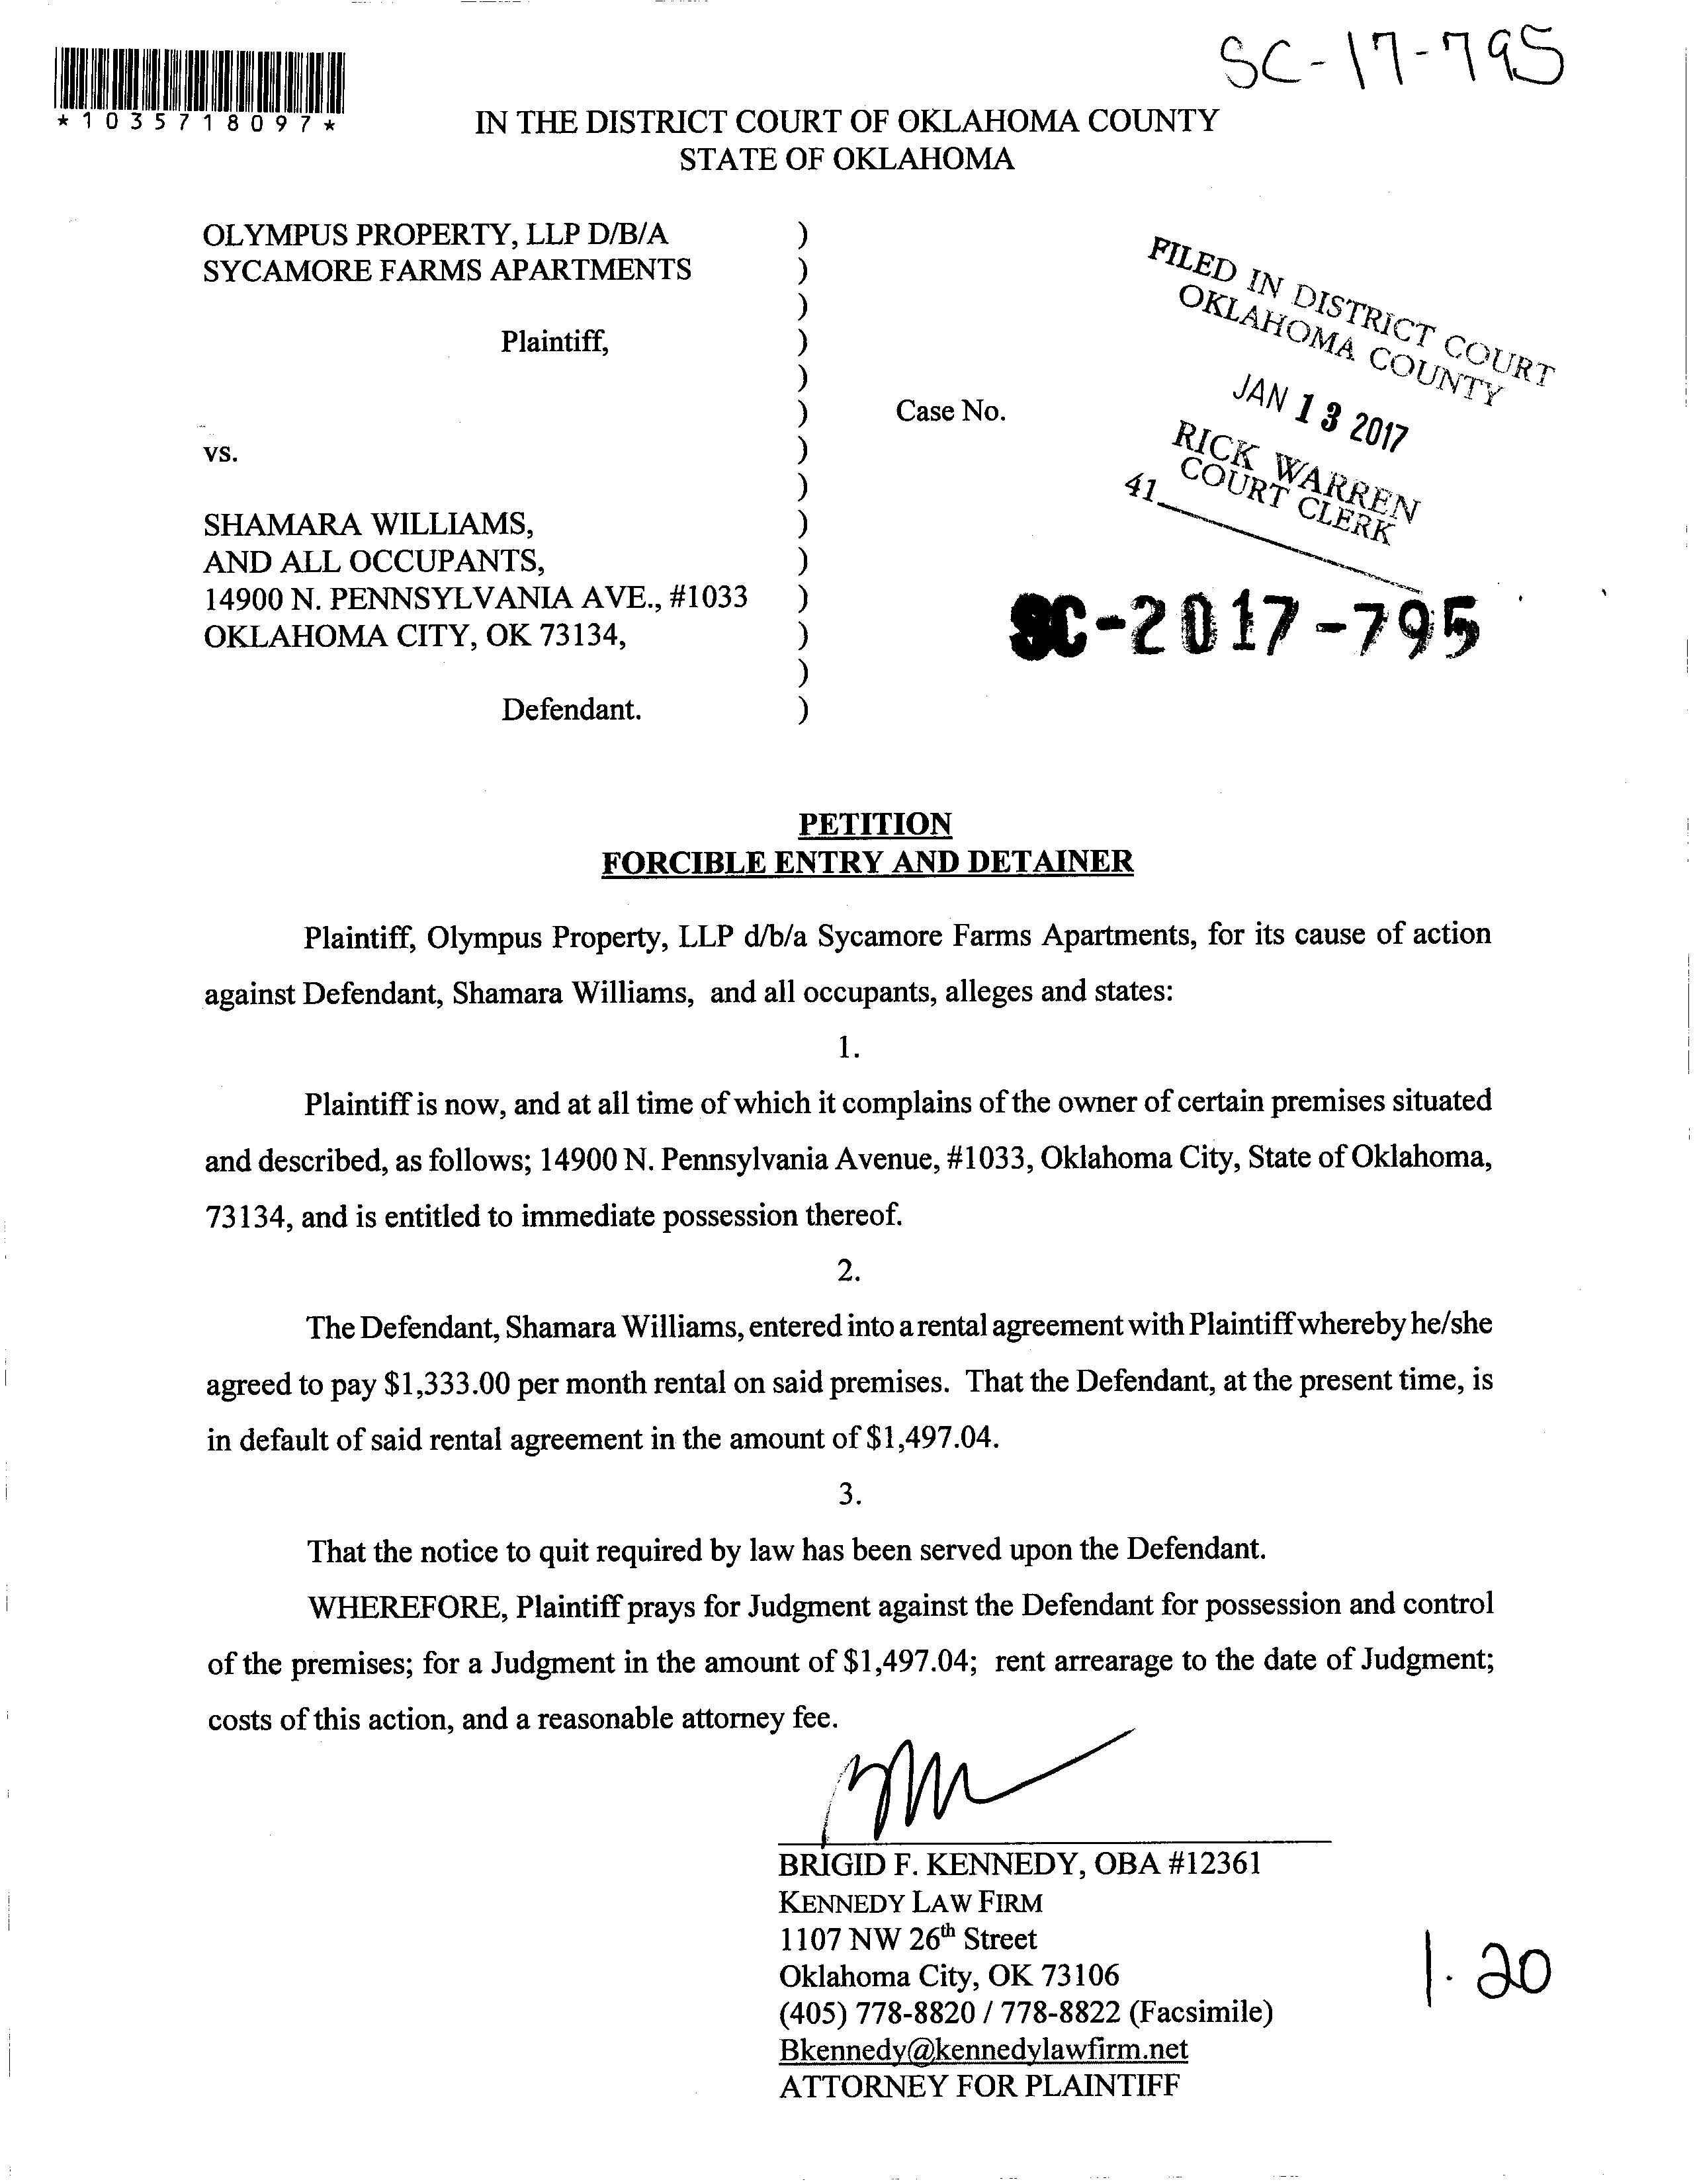 SC-17-795
*1035718097*
IN THE DISTRICT COURT OF OKLAHOMA COUNTY
STATE OF OKLAHOMA
OLYMPUS PROPERTY, LLP D/B/A )
SYCAMORE FARMS APARTMENTS )
)
Plaintiff, )
)
) Case No.
vs. )
)
SHAMARA WILLIAMS, )
AND ALL OCCUPANTS, )
14900 N. PENNSYLVANIA AVE., #1033 )
OKLAHOMA CITY, OK 73134, )
)
Defendant. )
FILED IN DISTRICT COURT
OKLAHOMA COUNTY
JAN 13 2017
RICK WARREN
COURT CLERK
41
SC-2017-795
PETITION
FORCIBLE ENTRY AND DETAINER
Plaintiff, Olympus Property, LLP d/b/a Sycamore Farms Apartments, for its cause of action
against Defendant, Shamara Williams, and all occupants, alleges and states:
1.
Plaintiff is now, and at all time of which it complains of the owner of certain premises situated
and described, as follows; 14900 N. Pennsylvania Avenue, #1033, Oklahoma City, State of Oklahoma,
73134, and is entitled to immediate possession thereof.
2.
The Defendant, Shamara Williams, entered into a rental agreement with Plaintiff whereby he/she
agreed to pay $1,333.00 per month rental on said premises. That the Defendant, at the present time, is
in default of said rental agreement in the amount of $1,497.04.
3.
That the notice to quit required by law has been served upon the Defendant.
WHEREFORE, Plaintiff prays for Judgment against the Defendant for possession and control
of the premises; for a Judgment in the amount of $1,497.04; rent arrearage to the date of Judgment;
costs of this action, and a reasonable attorney fee.
BRIGID F. KENNEDY, OBA #12361
KENNEDY LAW FIRM
1107 NW 26th Street
Oklahoma City, OK 73106
(405) 778-8820 / 778-8822 (Facsimile)
Bkennedy@kennedylawfirm.net
ATTORNEY FOR PLAINTIFF
1.20